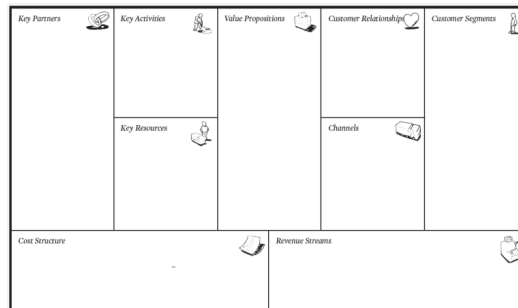 Key Partners
Key Activities
Value Propositions
Customer Relationships
Customer Segments
Key Resources
Channels
Cost Structure
Revenue Streams